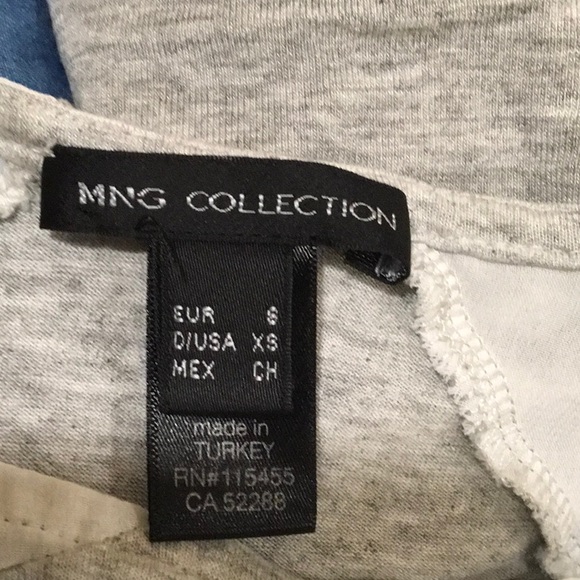 MNG COLLECTION
EUR S
D/USA XS
MEX CH
made in
TURKEY
RN#115455
CA 52288